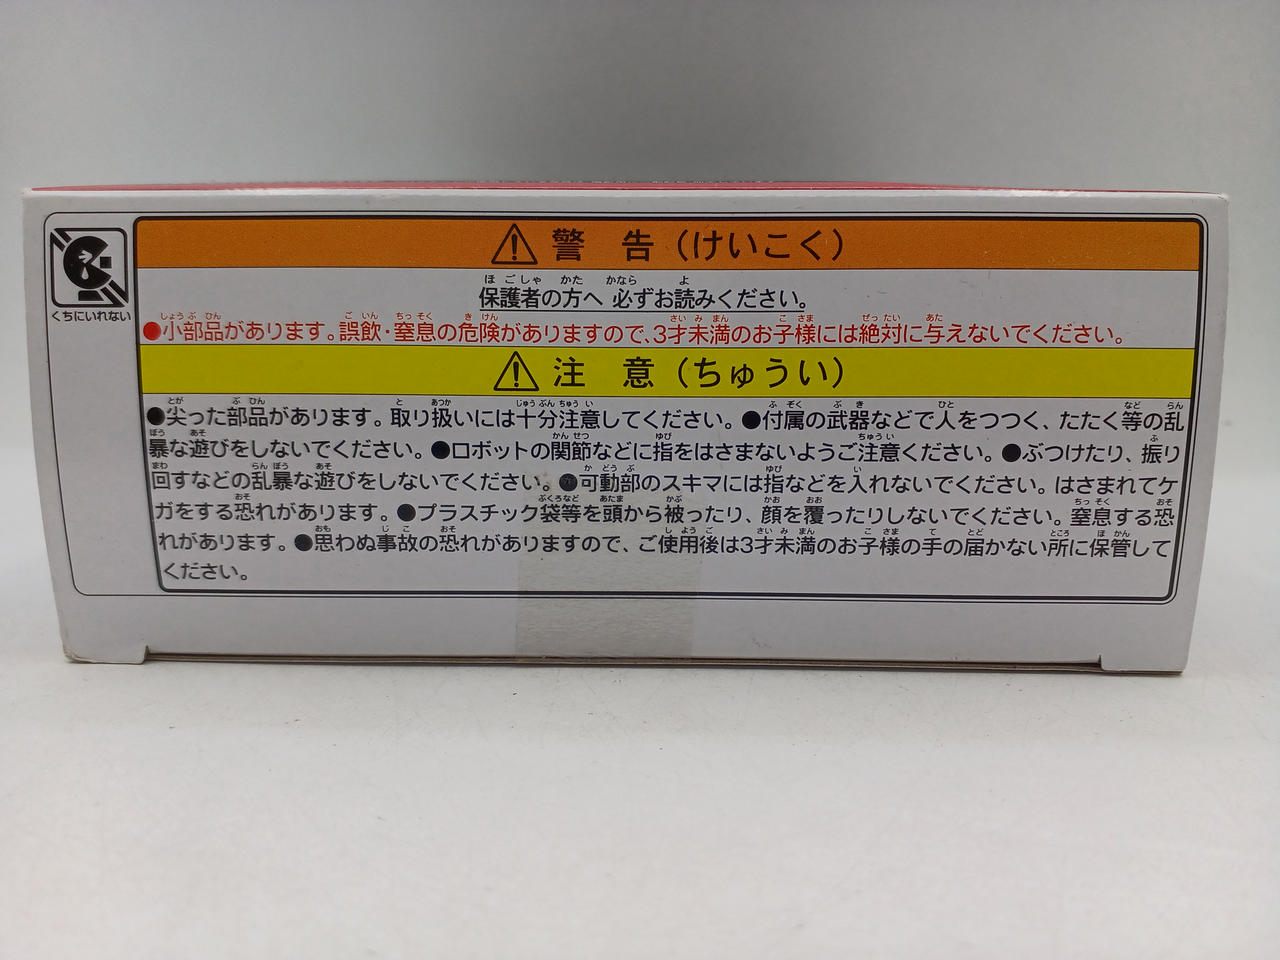 くちにいれない
警 告（けいこく）
保護者の方へ 必ずお読みください。
●小部品があります。誤飲・窒息の危険がありますので、3才未満のお子様には絶対に与えないでください。
注 意（ちゅうい）
●尖った部品があります。取り扱いには十分注意してください。●付属の武器などで人をつつく、たたく等の乱
暴な遊びをしないでください。●ロボットの関節などに指をはさまないようご注意ください。●ぶつけたり、振り
回すなどの乱暴な遊びをしないでください。●可動部のスキマには指などを入れないでください。はさまれてケ
ガをする恐れがあります。●プラスチック袋等を頭から被ったり、顔を覆ったりしないでください。窒息する恐
れがあります。●思わぬ事故の恐れがありますので、ご使用後は3才未満のお子様の手の届かない所に保管して
ください。